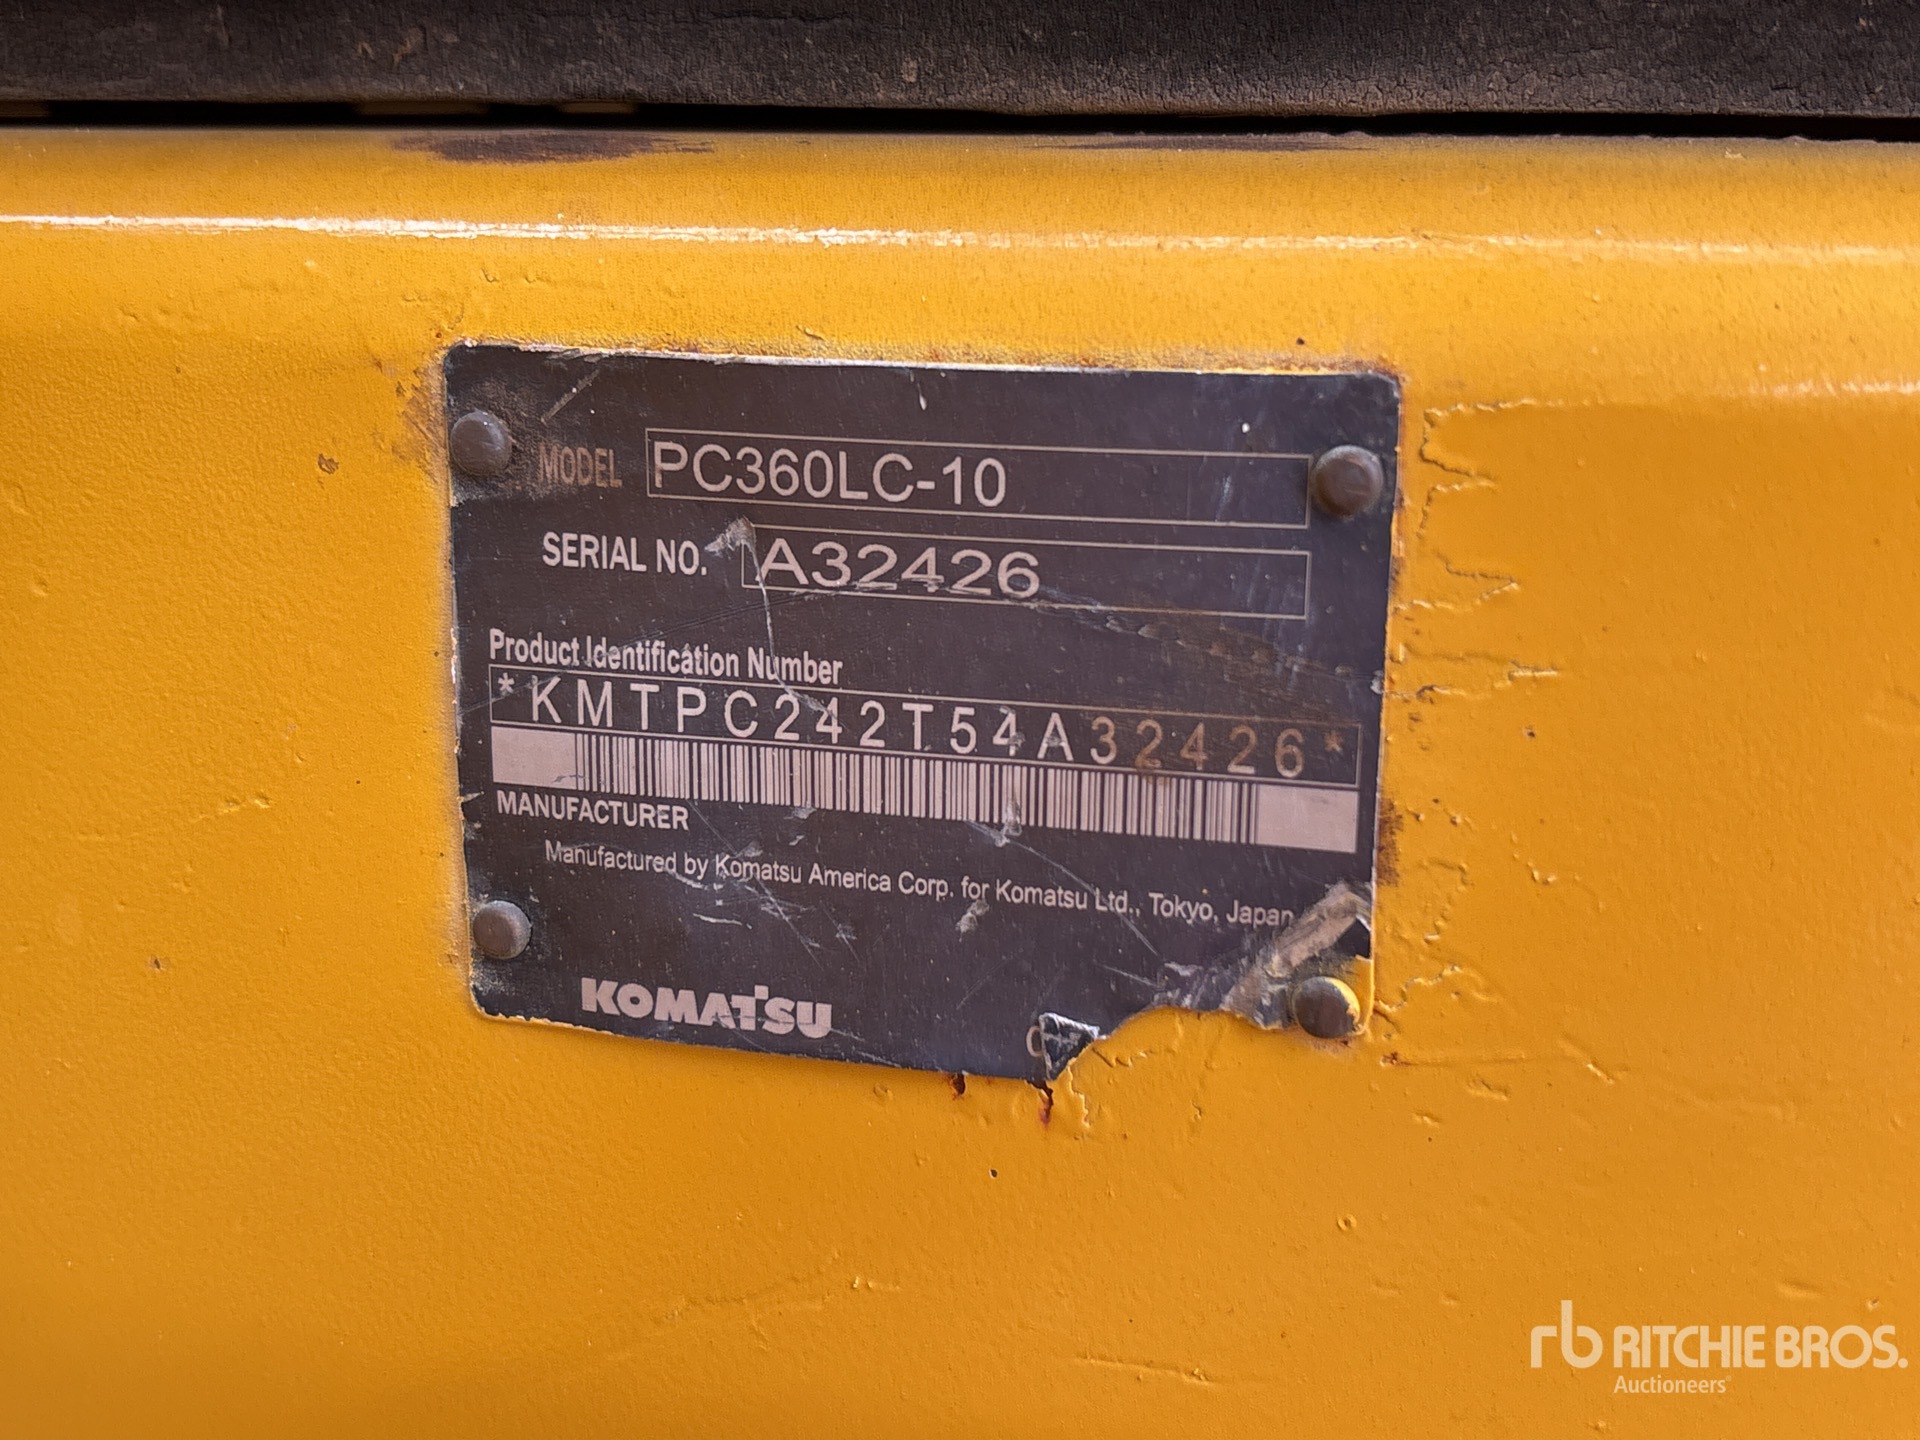 MODEL PC360LC-10
SERIAL NO. A32426
Product Identification Number
*KMTPC242T54A32426*
MANUFACTURER
Manufactured by Komatsu America Corp. for Komatsu Ltd., Tokyo, Japan
KOMATSU
rb RITCHIE BROS.
Auctioneers